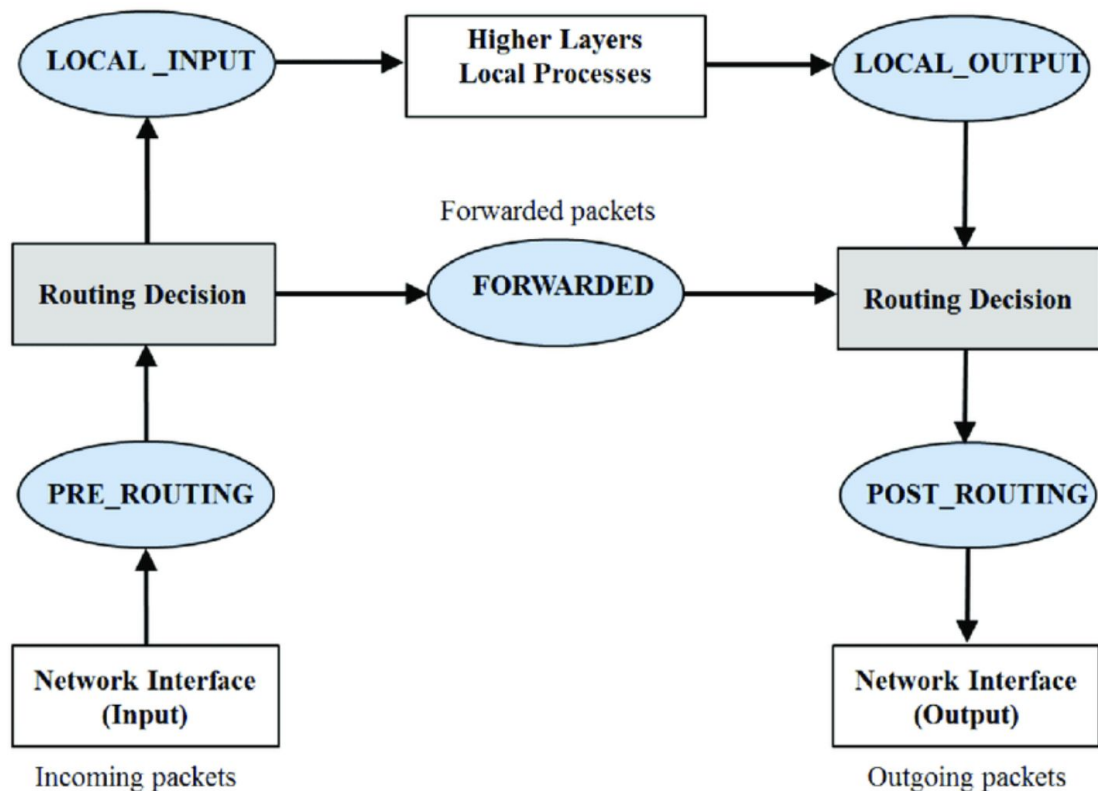 LOCAL _INPUT
Higher Layers
Local Processes
LOCAL_OUTPUT
Forwarded packets
Routing Decision
FORWARDED
Routing Decision
PRE_ROUTING
POST_ROUTING
Network Interface
(Input)
Network Interface
(Output)
Incoming packets
Outgoing packets